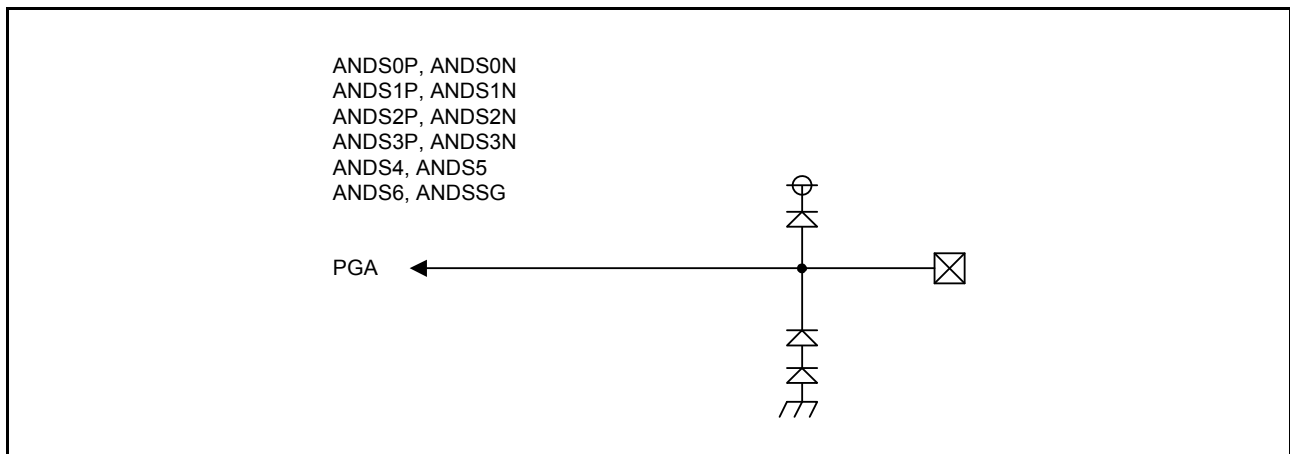 ANDS0P, ANDS0N
ANDS1P, ANDS1N
ANDS2P, ANDS2N
ANDS3P, ANDS3N
ANDS4, ANDS5
ANDS6, ANDSSG
PGA